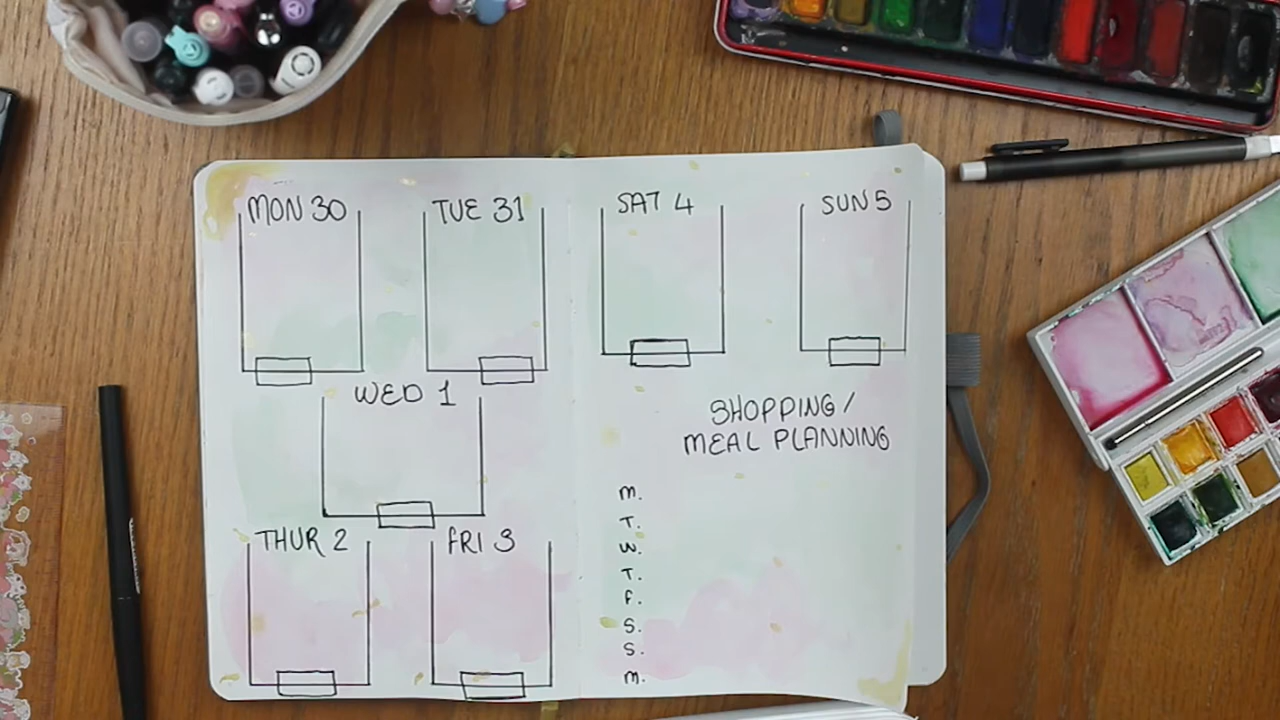 MON 30
TUE 31
WED 1
THUR 2
FRI 3
SAT 4
SUN 5
SHOPPING/
MEAL PLANNING
M.
T.
W.
T.
F.
S.
S.
M.